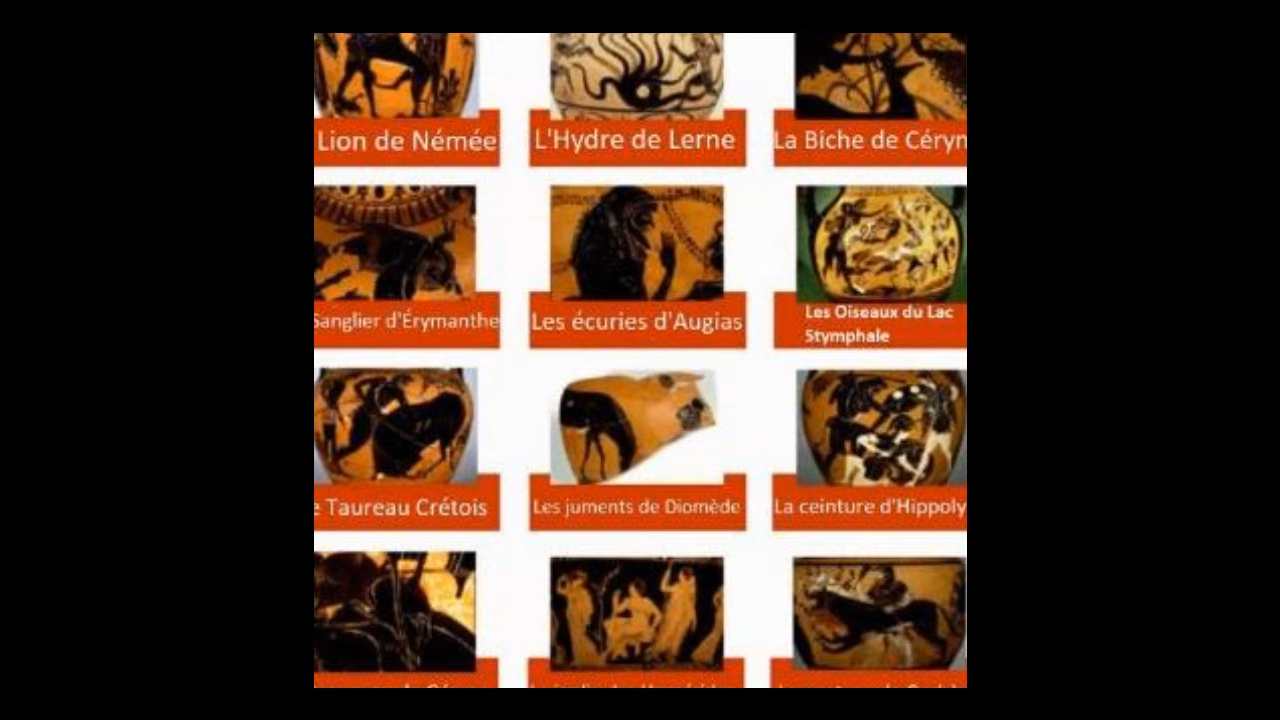 Lion de Némée
L'Hydre de Lerne
La Biche de Céryn
Sanglier d'Érymanthe
Les écuries d'Augias
Les Oiseaux du Lac
Stymphale
e Taureau Crétois
Les juments de Diomède
La ceinture d'Hippoly